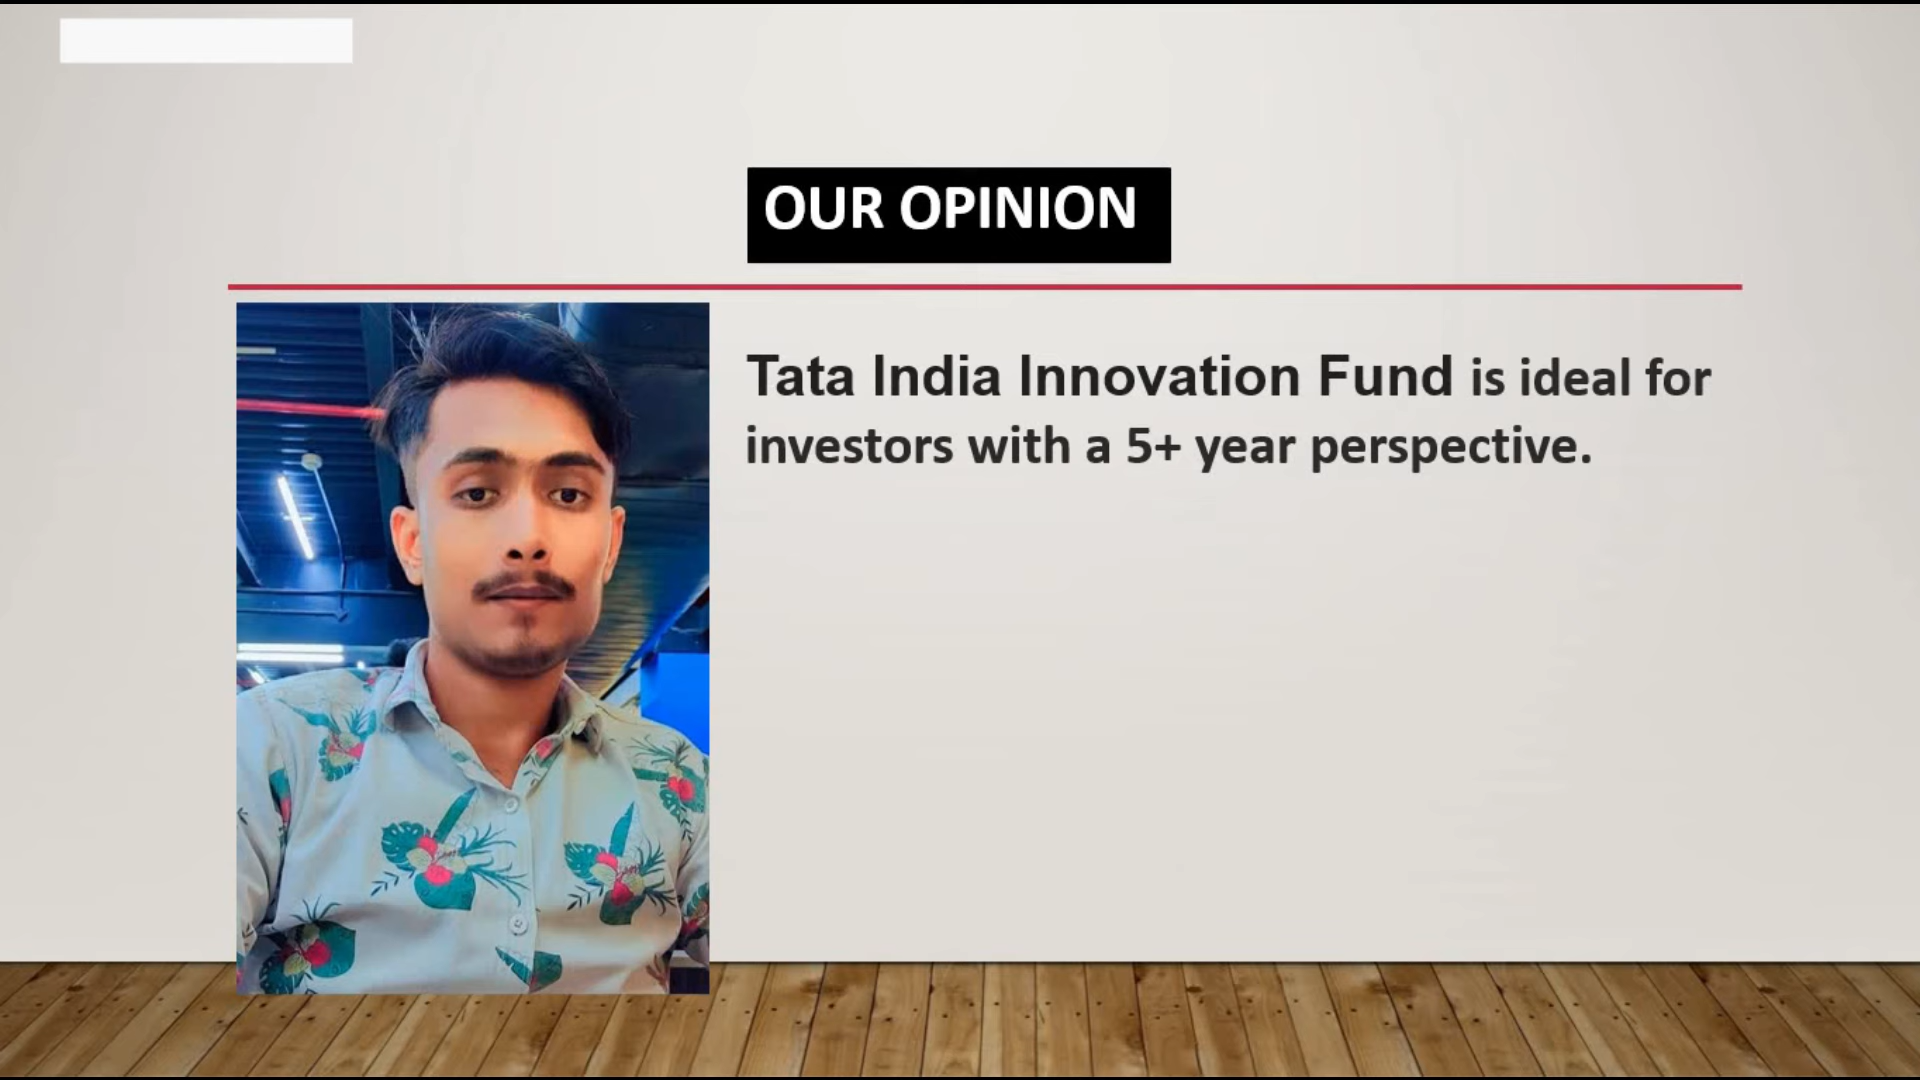 OUR OPINION
Tata India Innovation Fund is ideal for
investors with a 5+ year perspective.